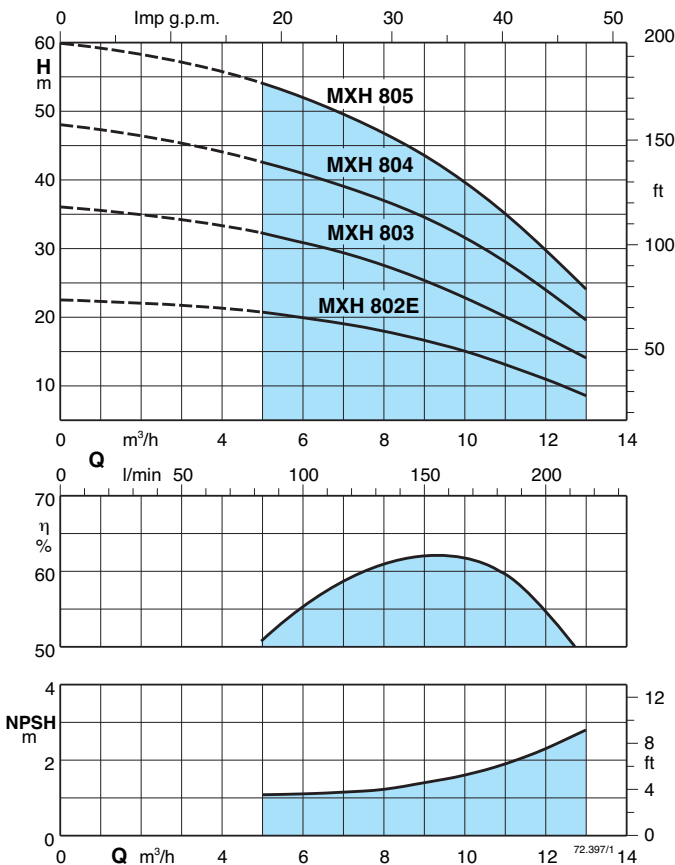 0 Imp g.p.m. 20 30 40 50
60 200
H
m
MXH 805
50
150
MXH 804
40
ft
MXH 803
30 100
MXH 802E
20
50
10
0 m³/h 4 6 8 10 12 14
Q
0 l/min 50 100 150 200
70
η
%
60
50
4
12
NPSH
m
8
ft
2
4
0 0
72.397/1
0 Q m³/h 4 6 8 10 12 14